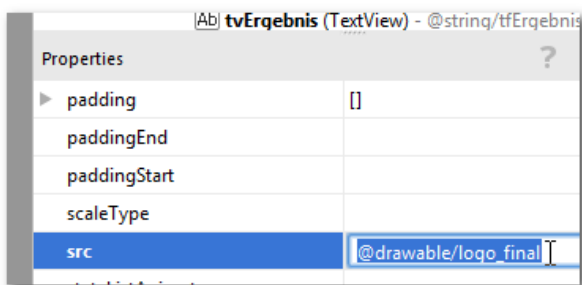 Ab tvErgebnis (TextView) - @string/tfErgebnis
Properties ?
padding []
paddingEnd
paddingStart
scaleType
src @drawable/logo_final